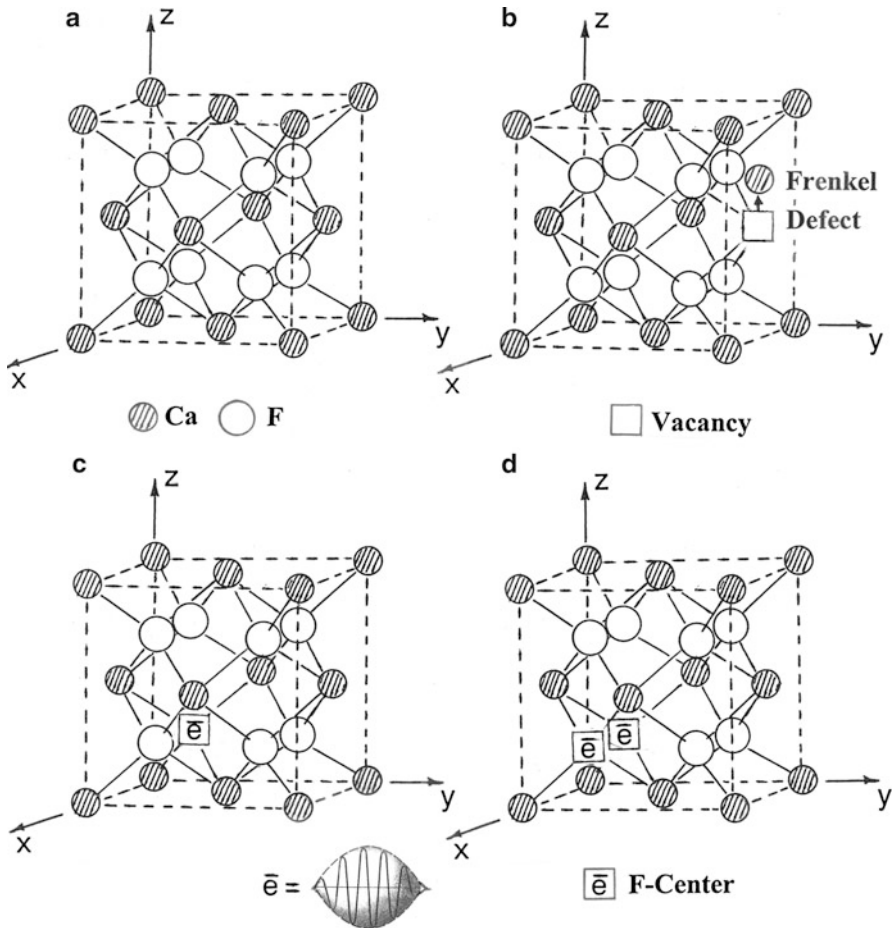 a
z
b
z
Frenkel
Defect
y
x
y
x
Ca F
Vacancy
c
z
d
z
ē
ē ē
y
x
y
x
ē =
ē F-Center